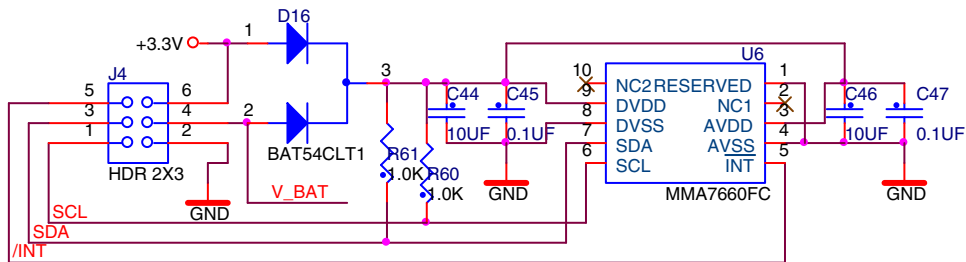 D16
1
+3.3V
3
2
BAT54CLT1
J4
5 6
3 4
1 2
HDR 2X3
GND
V_BAT
SCL
SDA
/INT
R61
1.0K
R60
1.0K
C44
10UF
C45
0.1UF
GND
U6
10 NC2 RESERVED 1
9 DVDD NC1 2
8 DVSS AVDD 3
7 SDA AVSS 4
6 SCL INT 5
MMA7660FC
C46
10UF
C47
0.1UF
GND